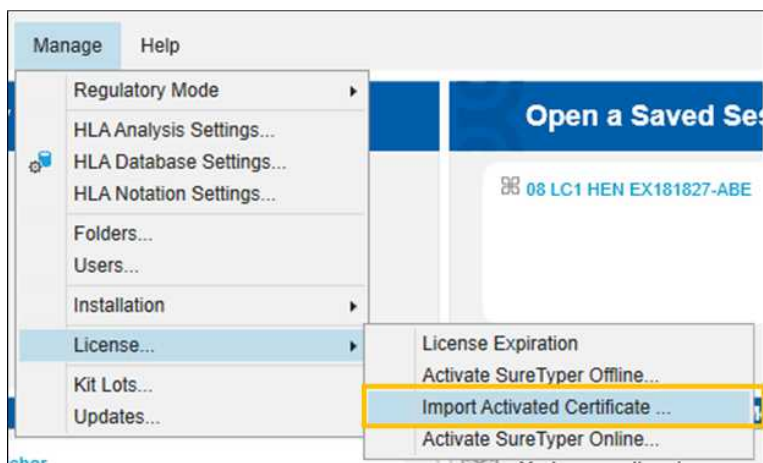 Manage Help
Regulatory Mode
Open a Saved Ses
HLA Analysis Settings...
HLA Database Settings...
HLA Notation Settings...
08 LC1 HEN EX181827-ABE
Folders...
Users...
Installation
License...
License Expiration
Activate SureTyper Offline...
Kit Lots...
Import Activated Certificate ...
Updates...
Activate SureTyper Online...